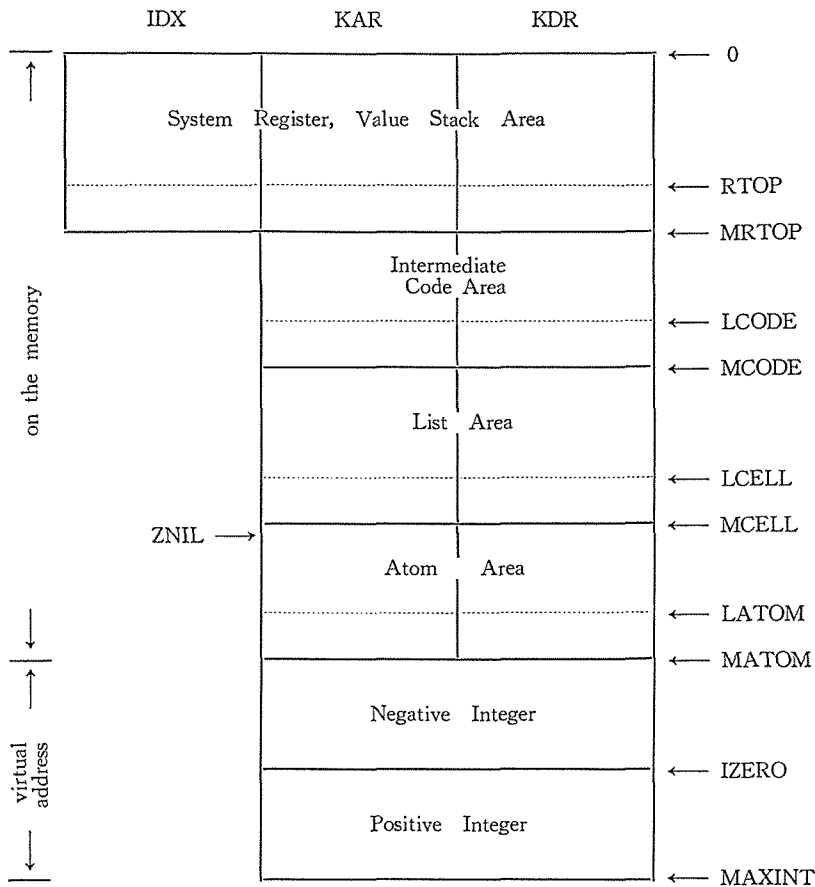 IDX KAR KDR
0
System Register, Value Stack Area
RTOP
MRTOP
Intermediate
Code Area
LCODE
MCODE
on the memory
List Area
LCELL
MCELL
ZNIL
Atom Area
LATOM
MATOM
Negative Integer
virtual
address
IZERO
Positive Integer
MAXINT